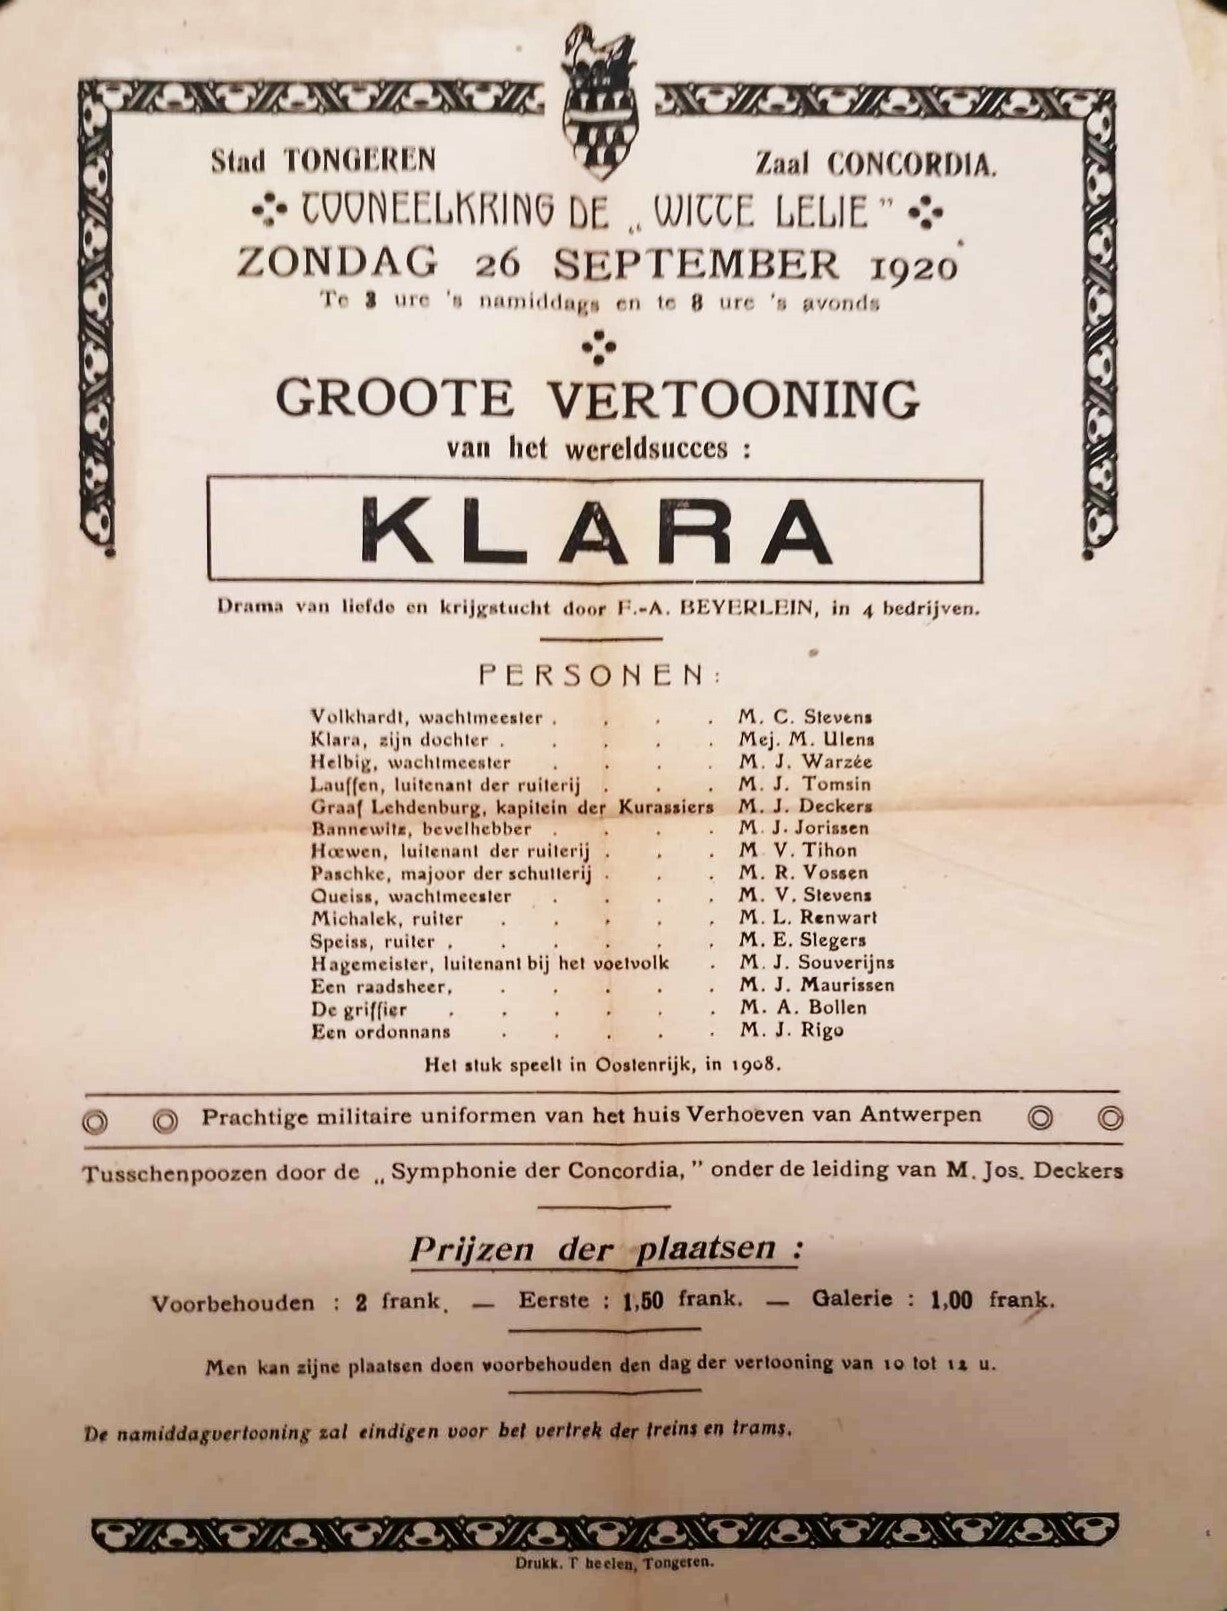 Stad TONGEREN
Zaal CONCORDIA.
TOONEELKRING DE „WITTE LELIE”
ZONDAG 26 SEPTEMBER 1920
Te 3 ure 's namiddags en te 8 ure 's avonds
GROOTE VERTOONING
van het wereldsucces :
KLARA
Drama van liefde en krijgstucht door F.-A. BEYERLEIN, in 4 bedrijven.
PERSONEN:
Volkhardt, wachtmeester . . . . M. C. Stevens
Klara, zijn dochter . . . . . Mej. M. Ulens
Helbig, wachtmeester . . . . M. J. Warzée
Lauffen, luitenant der ruiterij . . . M. J. Tomsin
Graaf Lehdenburg, kapitein der Kurassiers M. J. Deckers
Bannewitz, bevelhebber . . . . M. J. Jorissen
Hœwen, luitenant der ruiterij . . . M V. Tihon
Paschke, majoor der schutterij . . . M. R. Vossen
Queiss, wachtmeester . . . . M. V. Stevens
Michalek, ruiter . . . . . M. L. Renwart
Speiss, ruiter . . . . . . M. E. Slegers
Hagemeister, luitenant bij het voetvolk . M. J. Souverijns
Een raadsheer, . . . . . M. J. Maurissen
De griffier . . . . . . M. A. Bollen
Een ordonnans . . . . . M. J. Rigo
Het stuk speelt in Oostenrijk, in 1908.
Prachtige militaire uniformen van het huis Verhoeven van Antwerpen
Tusschenpoozen door de „Symphonie der Concordia,” onder de leiding van M. Jos. Deckers
Prijzen der plaatsen :
Voorbehouden : 2 frank. — Eerste : 1,50 frank. — Galerie : 1,00 frank.
Men kan zijne plaatsen doen voorbehouden den dag der vertooning van 10 tot 12 u.
De namiddagvertooning zal eindigen voor het vertrek der treins en trams.
Drukk. Theelen, Tongeren.